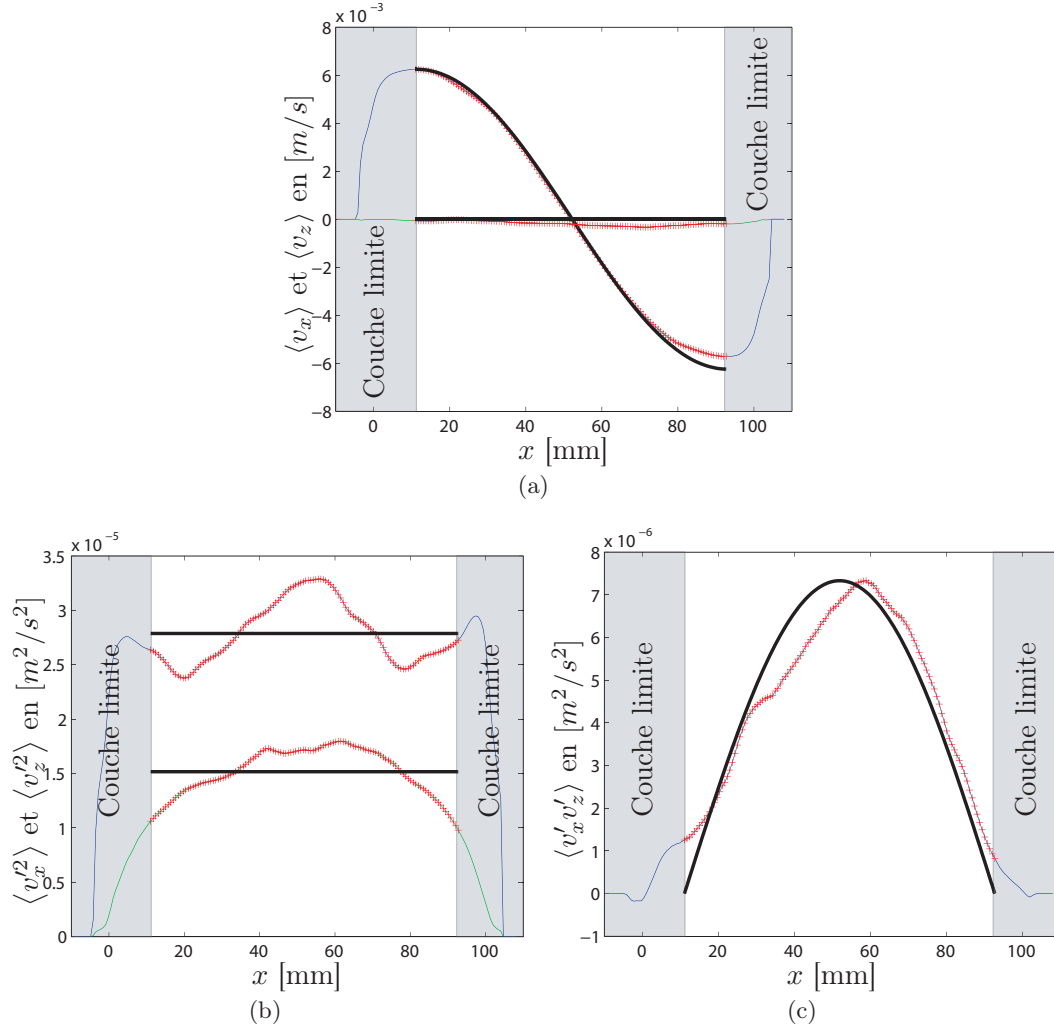 x 10⁻³
8
6
4
2
0
−2
−4
−6
−8
⟨v_x⟩ et ⟨v_z⟩ en [m/s]
Couche limite
Couche limite
0 20 40 60 80 100
x [mm]
(a)
x 10⁻⁵
3.5
3
2.5
2
1.5
1
0.5
0
⟨v′²_x⟩ et ⟨v′²_z⟩ en [m²/s²]
Couche limite
Couche limite
0 20 40 60 80 100
x [mm]
(b)
x 10⁻⁶
8
7
6
5
4
3
2
1
0
−1
⟨v′_x v′_z⟩ en [m²/s²]
Couche limite
Couche limite
0 20 40 60 80 100
x [mm]
(c)